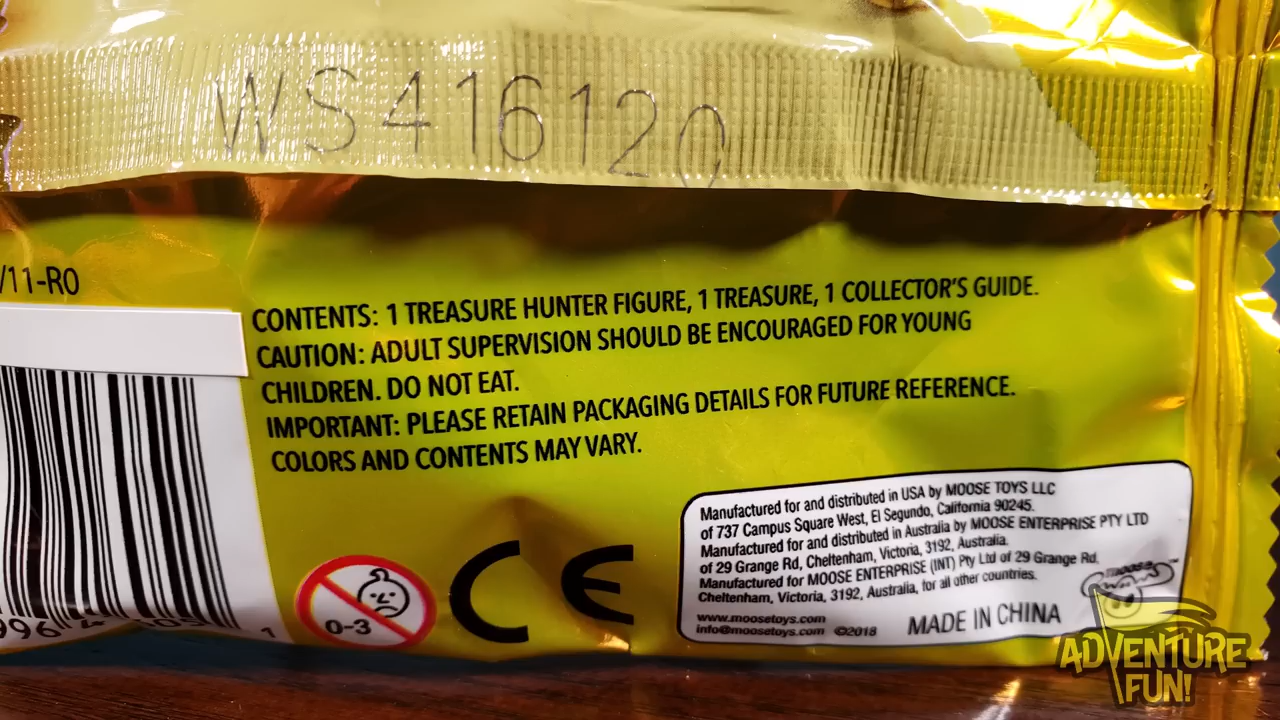 WS416120
/11-R0
CONTENTS: 1 TREASURE HUNTER FIGURE, 1 TREASURE, 1 COLLECTOR'S GUIDE.
CAUTION: ADULT SUPERVISION SHOULD BE ENCOURAGED FOR YOUNG
CHILDREN. DO NOT EAT.
IMPORTANT: PLEASE RETAIN PACKAGING DETAILS FOR FUTURE REFERENCE.
COLORS AND CONTENTS MAY VARY.
0-3
CE
Manufactured for and distributed in USA by MOOSE TOYS LLC
of 737 Campus Square West, El Segundo, California 90245.
Manufactured for and distributed in Australia by MOOSE ENTERPRISE PTY LTD
of 29 Grange Rd, Cheltenham, Victoria, 3192, Australia.
Manufactured for MOOSE ENTERPRISE (INT) Pty Ltd of 29 Grange Rd,
Cheltenham, Victoria, 3192, Australia, for all other countries.
www.moosetoys.com
info@moosetoys.com ©2018
MADE IN CHINA
moose
ADVENTURE
FUN!